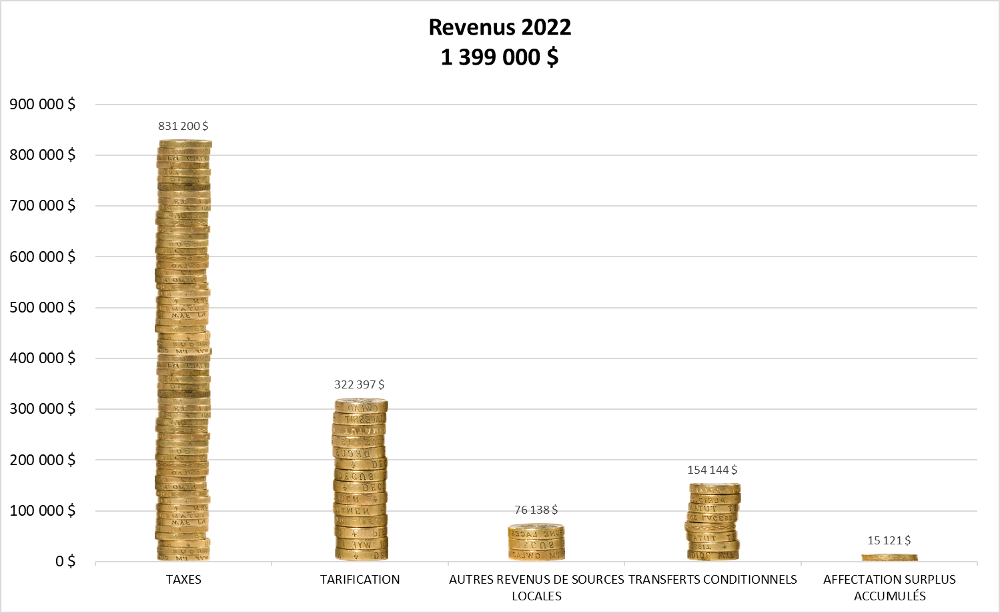 Revenus 2022
1 399 000 $
900 000 $
800 000 $
700 000 $
600 000 $
500 000 $
400 000 $
300 000 $
200 000 $
100 000 $
0 $
831 200 $
322 397 $
76 138 $
154 144 $
15 121 $
TAXES
TARIFICATION
AUTRES REVENUS DE SOURCES
LOCALES
TRANSFERTS CONDITIONNELS
AFFECTATION SURPLUS
ACCUMULÉS